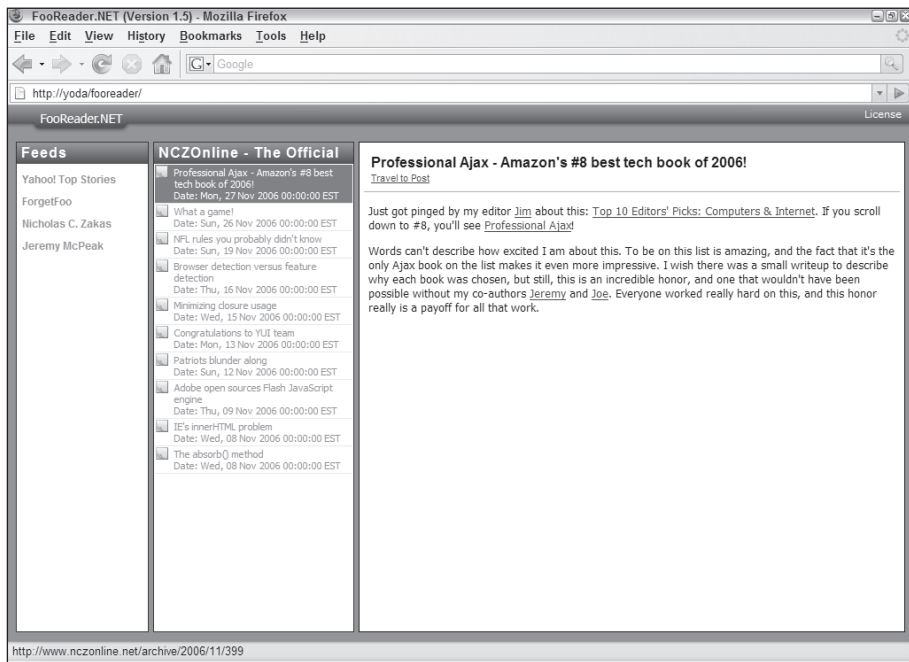 FooReader.NET (Version 1.5) - Mozilla Firefox
File Edit View History Bookmarks Tools Help
G Google
http://yoda/fooreader/
FooReader.NET
License
Feeds
Yahoo! Top Stories
ForgetFoo
Nicholas C. Zakas
Jeremy McPeak
NCZOnline - The Official
Professional Ajax - Amazon's #8 best
tech book of 2006!
Date: Mon, 27 Nov 2006 00:00:00 EST
What a game!
Date: Sun, 26 Nov 2006 00:00:00 EST
NFL rules you probably didn't know
Date: Sun, 19 Nov 2006 00:00:00 EST
Browser detection versus feature
detection
Date: Thu, 16 Nov 2006 00:00:00 EST
Minimizing closure usage
Date: Wed, 15 Nov 2006 00:00:00 EST
Congratulations to YUI team
Date: Mon, 13 Nov 2006 00:00:00 EST
Patriots blunder along
Date: Sun, 12 Nov 2006 00:00:00 EST
Adobe open sources Flash JavaScript
engine
Date: Thu, 09 Nov 2006 00:00:00 EST
IE's innerHTML problem
Date: Wed, 08 Nov 2006 00:00:00 EST
The absorb() method
Date: Wed, 08 Nov 2006 00:00:00 EST
Professional Ajax - Amazon's #8 best tech book of 2006!
Travel to Post
Just got pinged by my editor Jim about this: Top 10 Editors' Picks: Computers & Internet. If you scroll
down to #8, you'll see Professional Ajax!
Words can't describe how excited I am about this. To be on this list is amazing, and the fact that it's the
only Ajax book on the list makes it even more impressive. I wish there was a small writeup to describe
why each book was chosen, but still, this is an incredible honor, and one that wouldn't have been
possible without my co-authors Jeremy and Joe. Everyone worked really hard on this, and this honor
really is a payoff for all that work.
http://www.nczonline.net/archive/2006/11/399